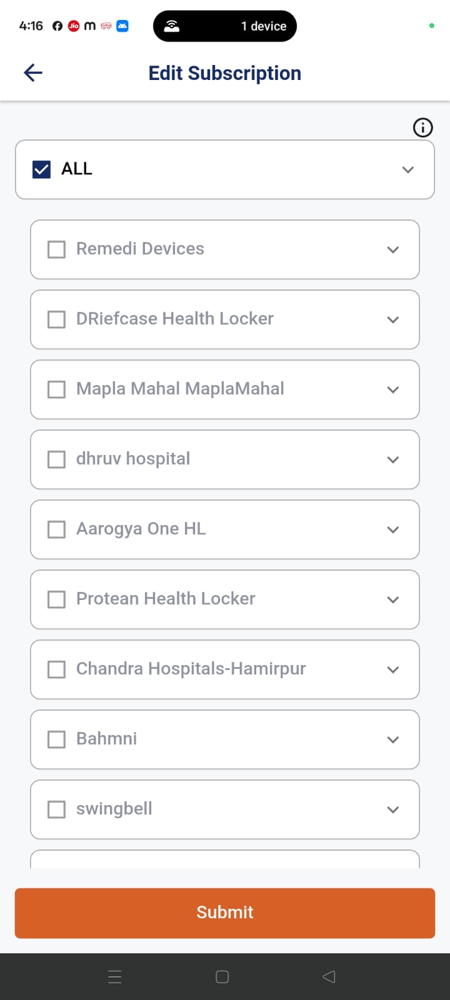 4:16
Jio
1 device
Edit Subscription
ALL
Remedi Devices
DRiefcase Health Locker
Mapla Mahal MaplaMahal
dhruv hospital
Aarogya One HL
Protean Health Locker
Chandra Hospitals-Hamirpur
Bahmni
swingbell
Submit